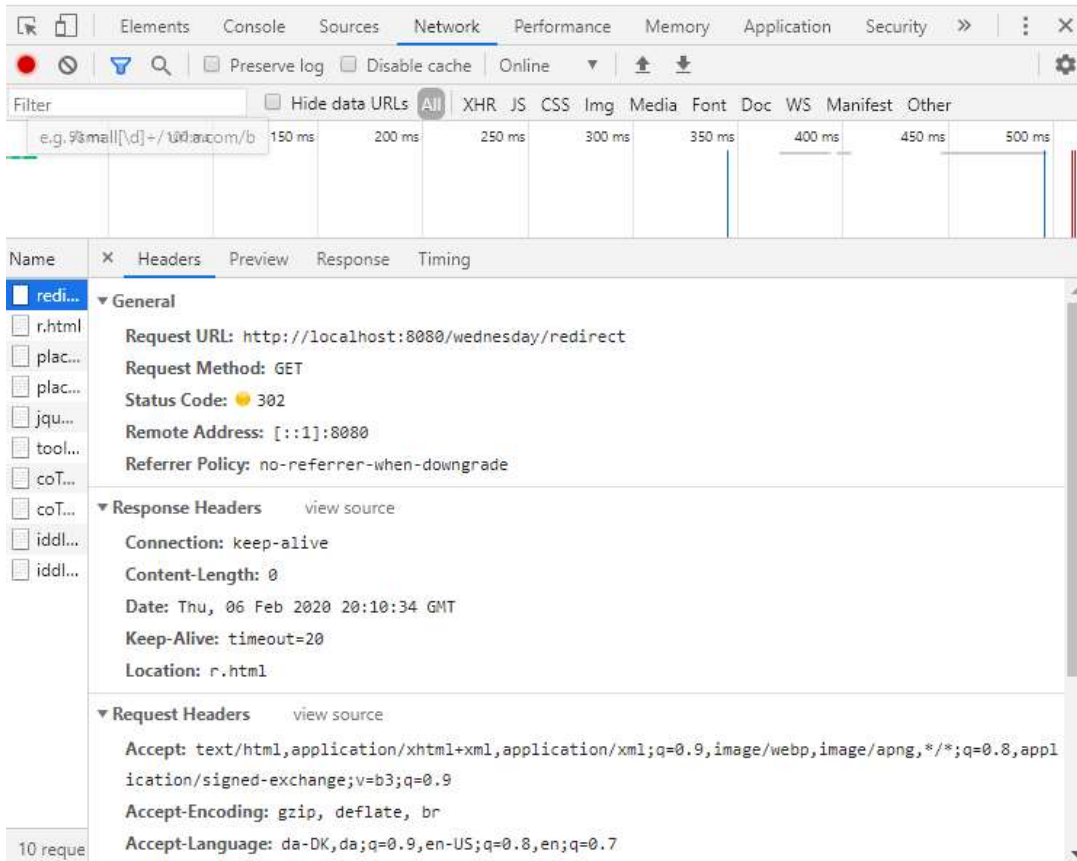 Elements Console Sources Network Performance Memory Application Security »
Preserve log Disable cache Online
Filter Hide data URLs All XHR JS CSS Img Media Font Doc WS Manifest Other
e.g. com/b 150 ms 200 ms 250 ms 300 ms 350 ms 400 ms 450 ms 500 ms
Name × Headers Preview Response Timing
redi...
r.html
plac...
plac...
jqu...
tool...
coT...
coT...
iddl...
iddl...
10 reque
General
Request URL: http://localhost:8080/wednesday/redirect
Request Method: GET
Status Code: 302
Remote Address: [::1]:8080
Referrer Policy: no-referrer-when-downgrade
Response Headers view source
Connection: keep-alive
Content-Length: 0
Date: Thu, 06 Feb 2020 20:10:34 GMT
Keep-Alive: timeout=20
Location: r.html
Request Headers view source
Accept: text/html,application/xhtml+xml,application/xml;q=0.9,image/webp,image/apng,*/*;q=0.8,appl
ication/signed-exchange;v=b3;q=0.9
Accept-Encoding: gzip, deflate, br
Accept-Language: da-DK,da;q=0.9,en-US;q=0.8,en;q=0.7